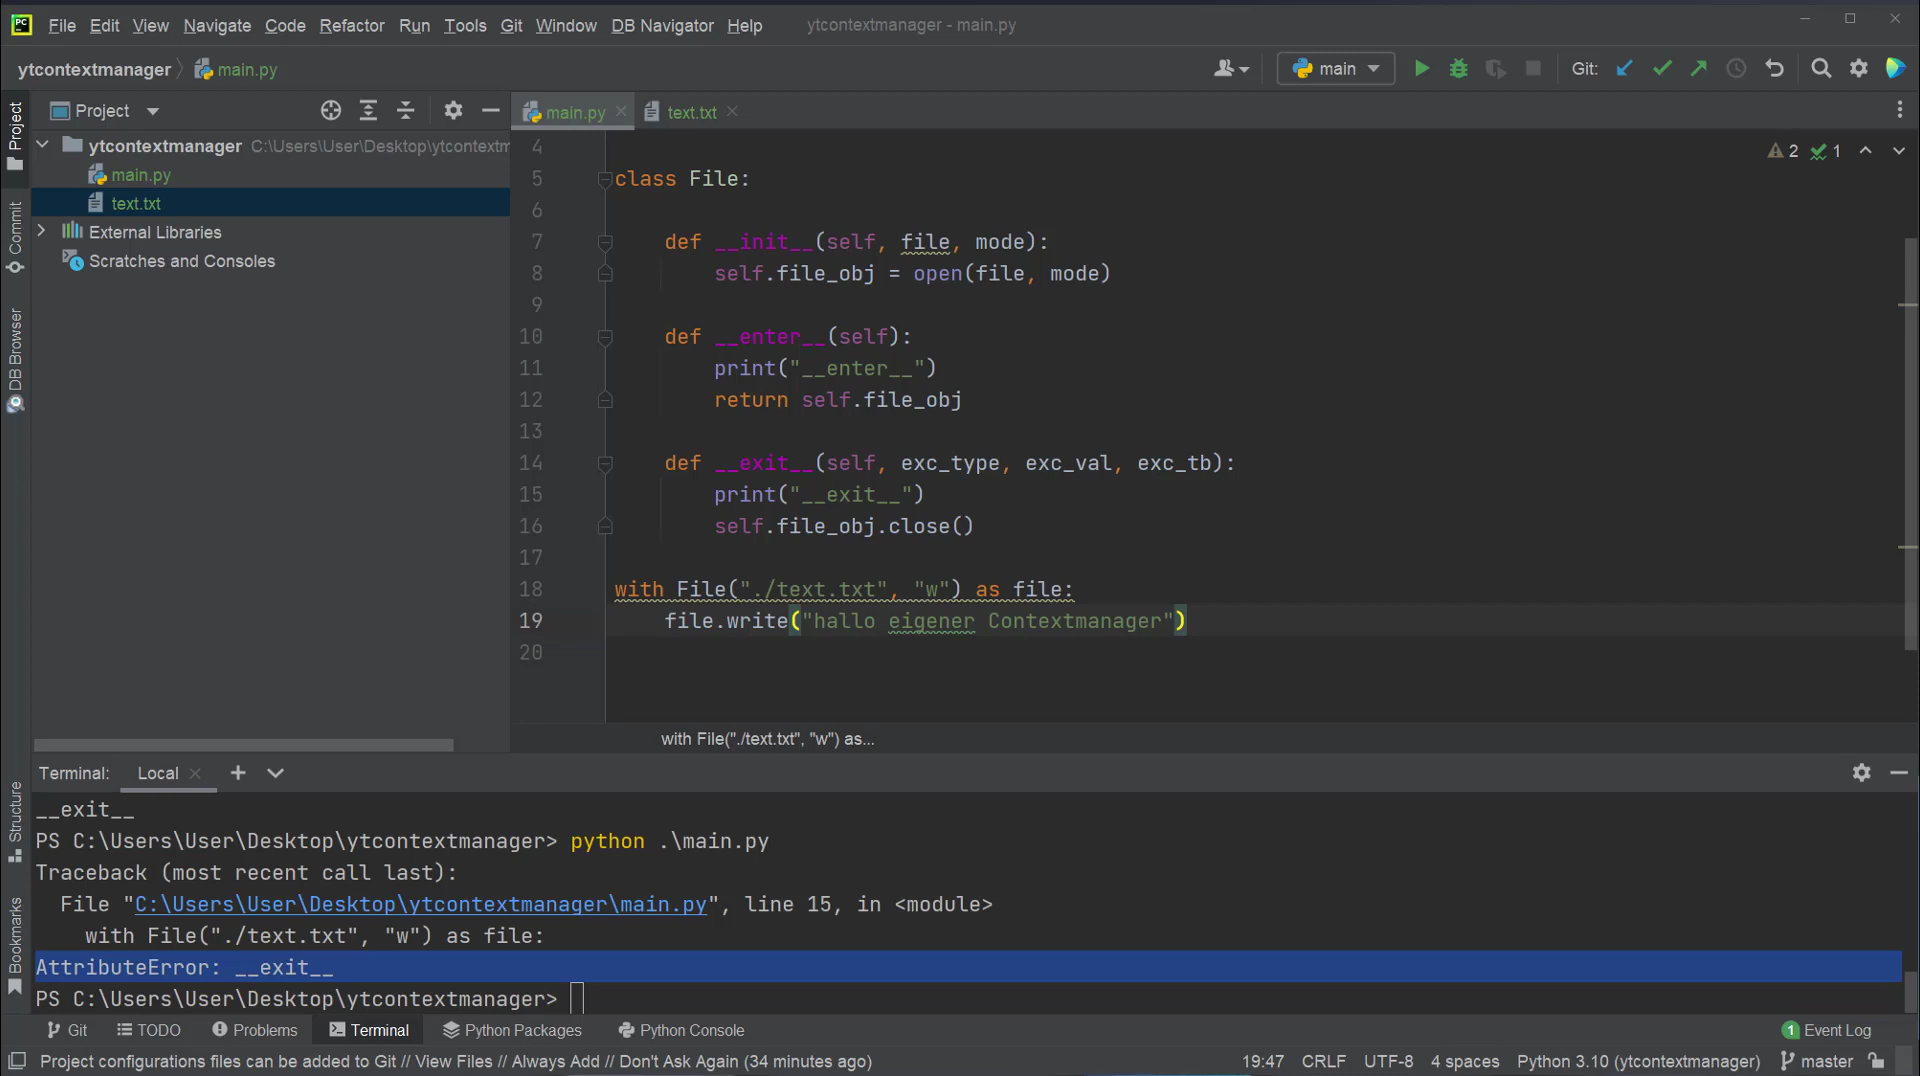 PC File Edit View Navigate Code Refactor Run Tools Git Window DB Navigator Help ytcontextmanager - main.py
ytcontextmanager main.py main Git:
Project
main.py text.txt
ytcontextmanager C:\Users\User\Desktop\ytcontextm
main.py
text.txt
External Libraries
Scratches and Consoles
Project
Commit
DB Browser
Structure
Bookmarks
2 1
4
5 class File:
6
7 def __init__(self, file, mode):
8 self.file_obj = open(file, mode)
9
10 def __enter__(self):
11 print("__enter__")
12 return self.file_obj
13
14 def __exit__(self, exc_type, exc_val, exc_tb):
15 print("__exit__")
16 self.file_obj.close()
17
18 with File("./text.txt", "w") as file:
19 file.write("hallo eigener Contextmanager")
20
with File("./text.txt", "w") as...
Terminal: Local
__exit__
PS C:\Users\User\Desktop\ytcontextmanager> python .\main.py
Traceback (most recent call last):
File "C:\Users\User\Desktop\ytcontextmanager\main.py", line 15, in <module>
with File("./text.txt", "w") as file:
AttributeError: __exit__
PS C:\Users\User\Desktop\ytcontextmanager>
Git TODO Problems Terminal Python Packages Python Console 1 Event Log
Project configurations files can be added to Git // View Files // Always Add // Don't Ask Again (34 minutes ago) 19:47 CRLF UTF-8 4 spaces Python 3.10 (ytcontextmanager) master